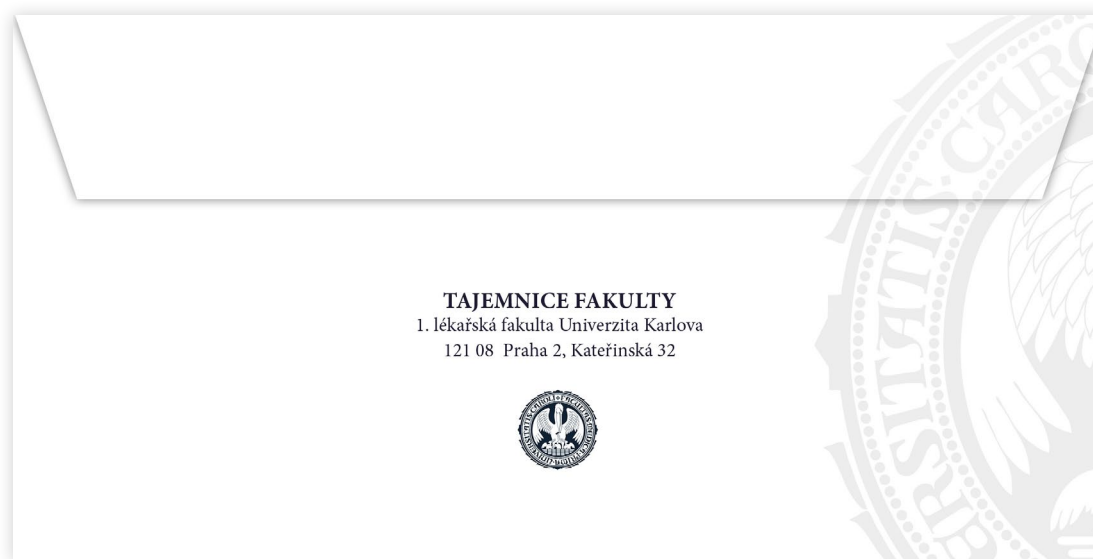 TAJEMNICE FAKULTY
1. lékařská fakulta Univerzita Karlova
121 08  Praha 2, Kateřinská 32